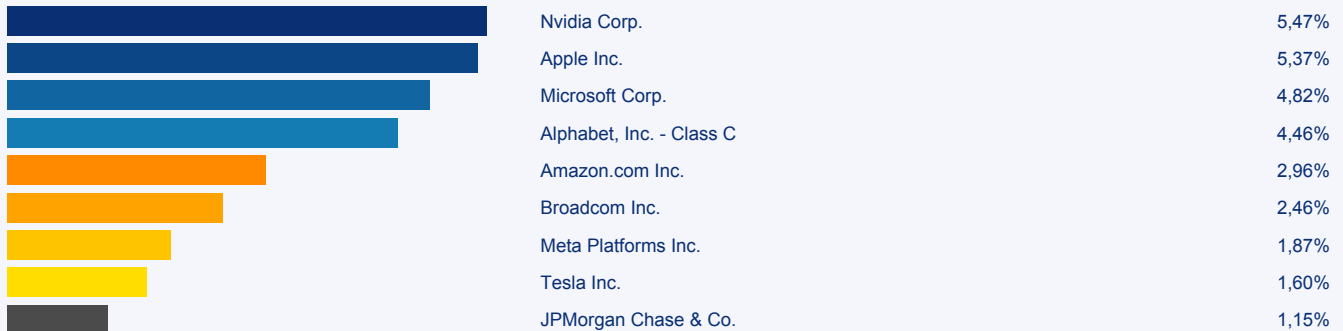 Nvidia Corp. 5,47%
Apple Inc. 5,37%
Microsoft Corp. 4,82%
Alphabet, Inc. - Class C 4,46%
Amazon.com Inc. 2,96%
Broadcom Inc. 2,46%
Meta Platforms Inc. 1,87%
Tesla Inc. 1,60%
JPMorgan Chase & Co. 1,15%